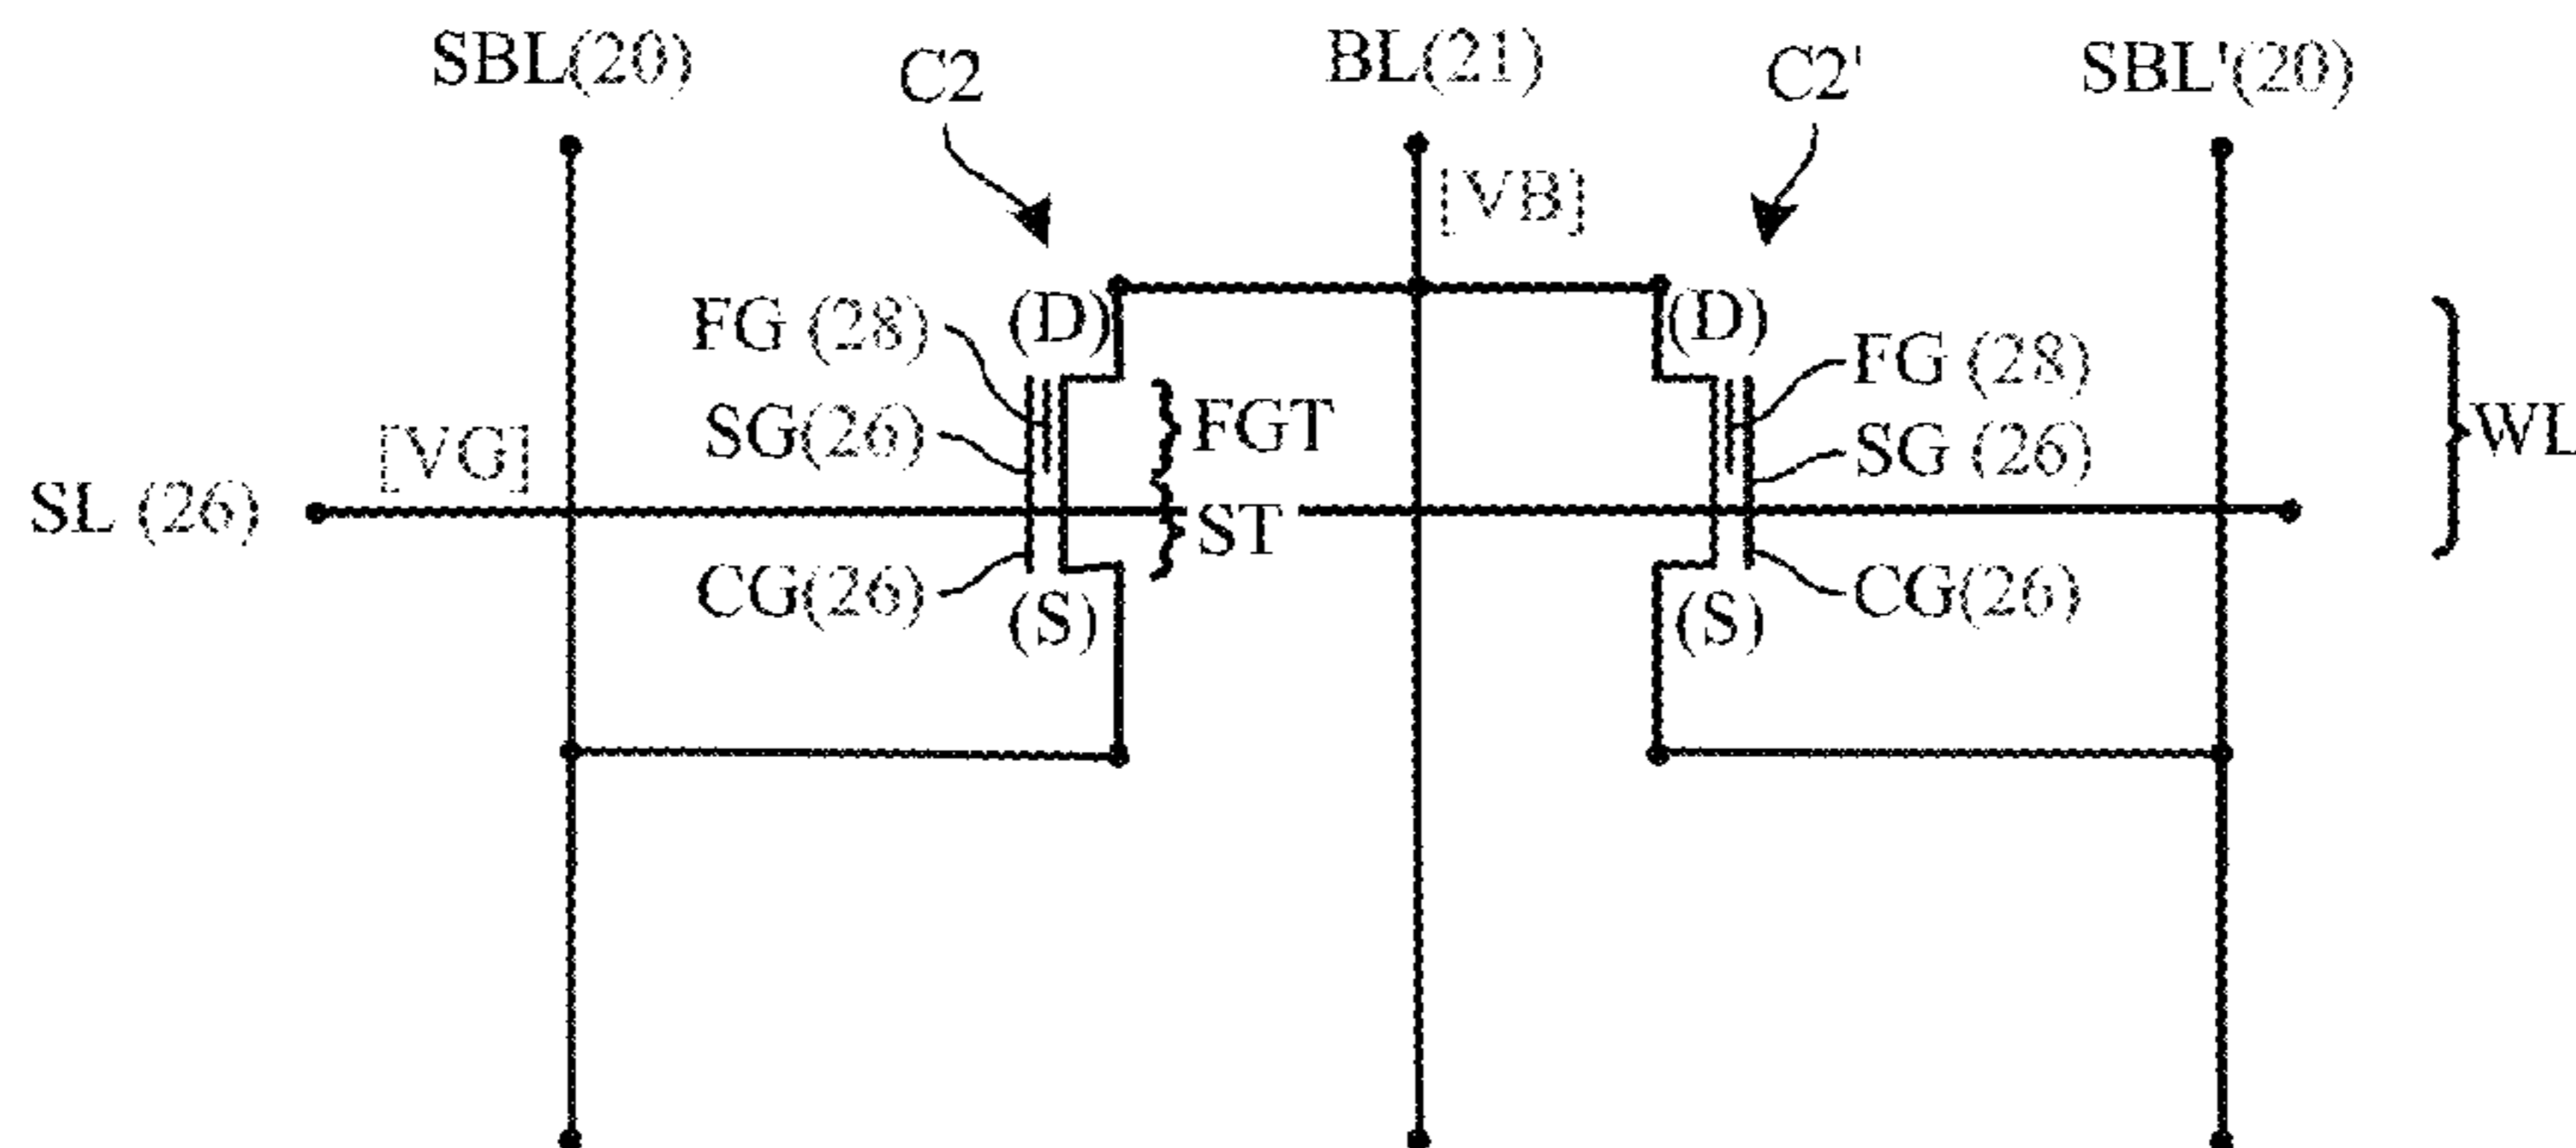 SBL(20)
C2
BL(21)
C2'
SBL'(20)
[VB]
(D)
(D)
FG (28)
FG (28)
SG(26)
FGT
SG (26)
WL
[VG]
SL (26)
ST
CG(26)
CG(26)
(S)
(S)